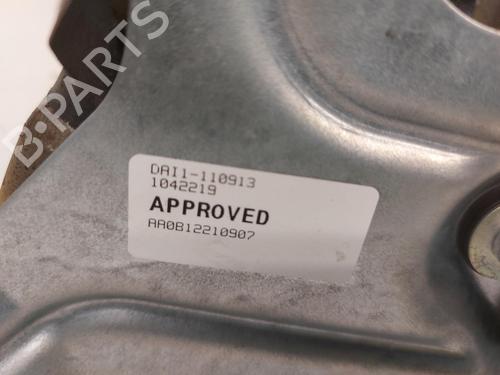 B-PARTS
DAI1-110913
1042219
APPROVED
AA0B12210907